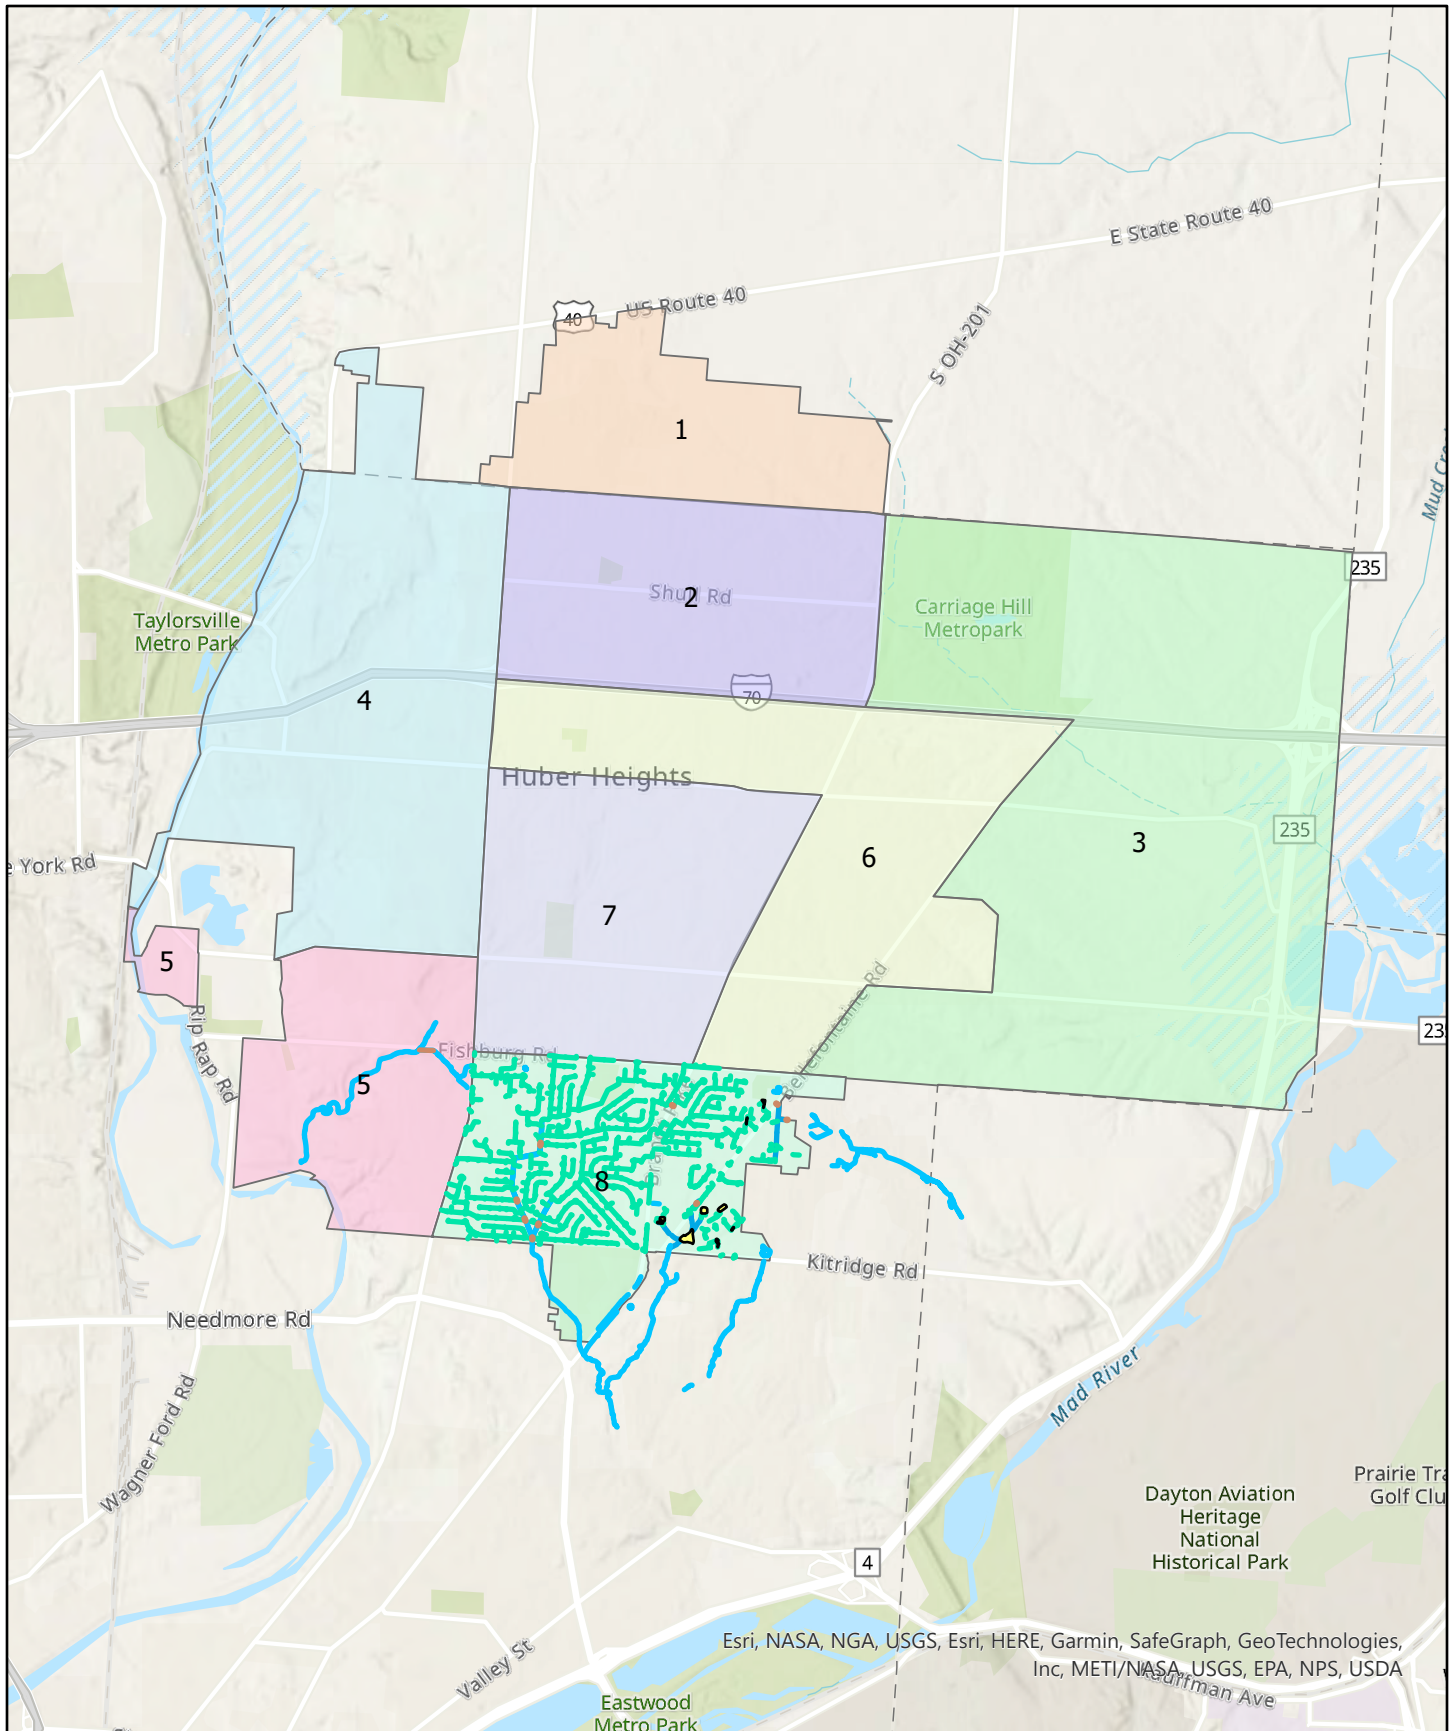 E State Route 40
US Route 40
40
S OH-201
1
Mud
235
2
Shull Rd
Carriage Hill
Metropark
Taylorsville
Metro Park
4
70
Huber Heights
235
3
6
e York Rd
7
5
Rip Rap Rd
Bellefontaine Rd
23
Fishburg Rd
5
8
Kitridge Rd
Needmore Rd
Mad River
Wagner Ford Rd
Prairie Tra
Golf Clu
Dayton Aviation
Heritage
National
Historical Park
4
Esri, NASA, NGA, USGS, Esri, HERE, Garmin, SafeGraph, GeoTechnologies,
Inc, METI/NASA, USGS, EPA, NPS, USDA
Kauffman Ave
Valley St
Eastwood
Metro Park